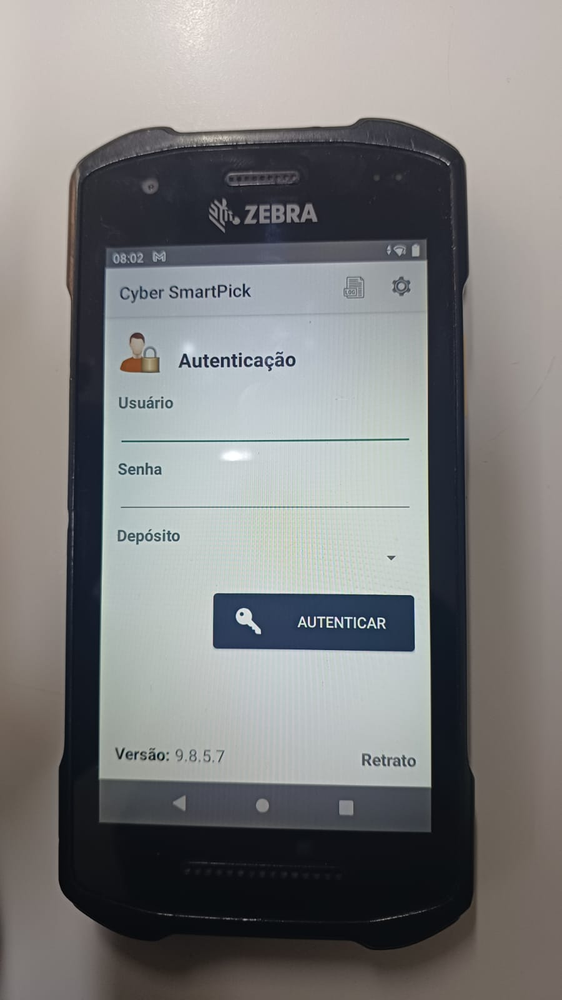 ZEBRA
08:02
Cyber SmartPick
LOG
Autenticação
Usuário
Senha
Depósito
AUTENTICAR
Versão: 9.8.5.7
Retrato